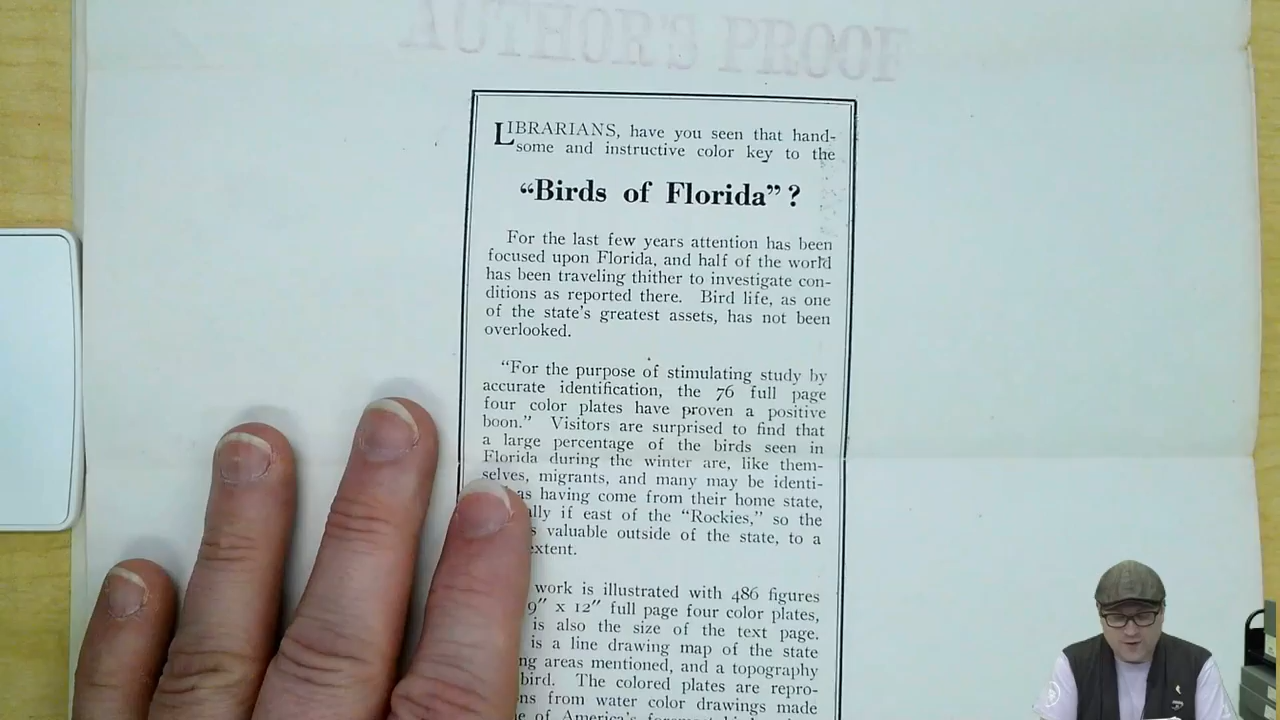 AUTHOR'S PROOF
LIBRARIANS, have you seen that hand-
some and instructive color key to the
“Birds of Florida” ?
For the last few years attention has been
focused upon Florida, and half of the world
has been traveling thither to investigate con-
ditions as reported there. Bird life, as one
of the state's greatest assets, has not been
overlooked.
“For the purpose of stimulating study by
accurate identification, the 76 full page
four color plates have proven a positive
boon.” Visitors are surprised to find that
a large percentage of the birds seen in
Florida during the winter are, like them-
selves, migrants, and many may be identi-
as having come from their home state,
if east of the “Rockies,” so the
valuable outside of the state, to a
extent.
work is illustrated with 486 figures
9″ x 12″ full page four color plates,
is also the size of the text page.
is a line drawing map of the state
areas mentioned, and a topography
bird. The colored plates are repro-
from water color drawings made
of America's foremost